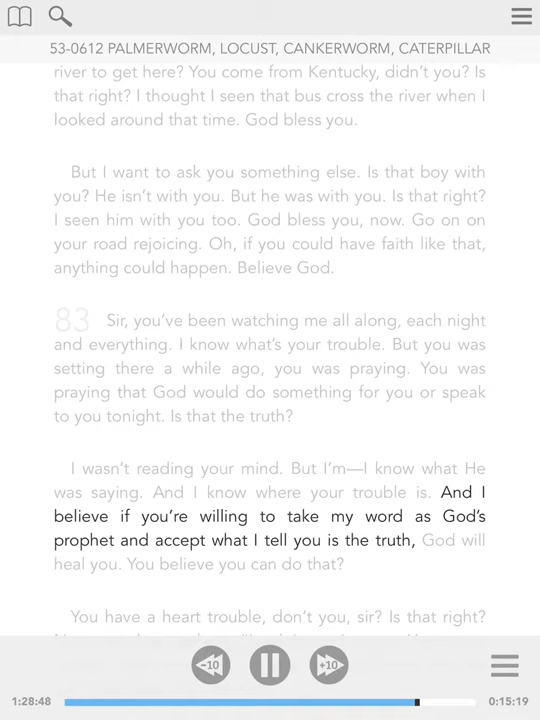 53-0612 PALMERWORM, LOCUST, CANKERWORM, CATERPILLAR
river to get here? You come from Kentucky, didn't you? Is
that right? I thought I seen that bus cross the river when I
looked around that time. God bless you.
But I want to ask you something else. Is that boy with
you? He isn't with you. But he was with you. Is that right?
I seen him with you too. God bless you, now. Go on on
your road rejoicing. Oh, if you could have faith like that,
anything could happen. Believe God.
83 Sir, you've been watching me all along, each night
and everything. I know what's your trouble. But you was
setting there a while ago, you was praying. You was
praying that God would do something for you or speak
to you tonight. Is that the truth?
I wasn't reading your mind. But I'm—I know what He
was saying. And I know where your trouble is. And I
believe if you're willing to take my word as God's
prophet and accept what I tell you is the truth, God will
heal you. You believe you can do that?
You have a heart trouble, don't you, sir? Is that right?
-10 +10
1:28:48 0:15:19